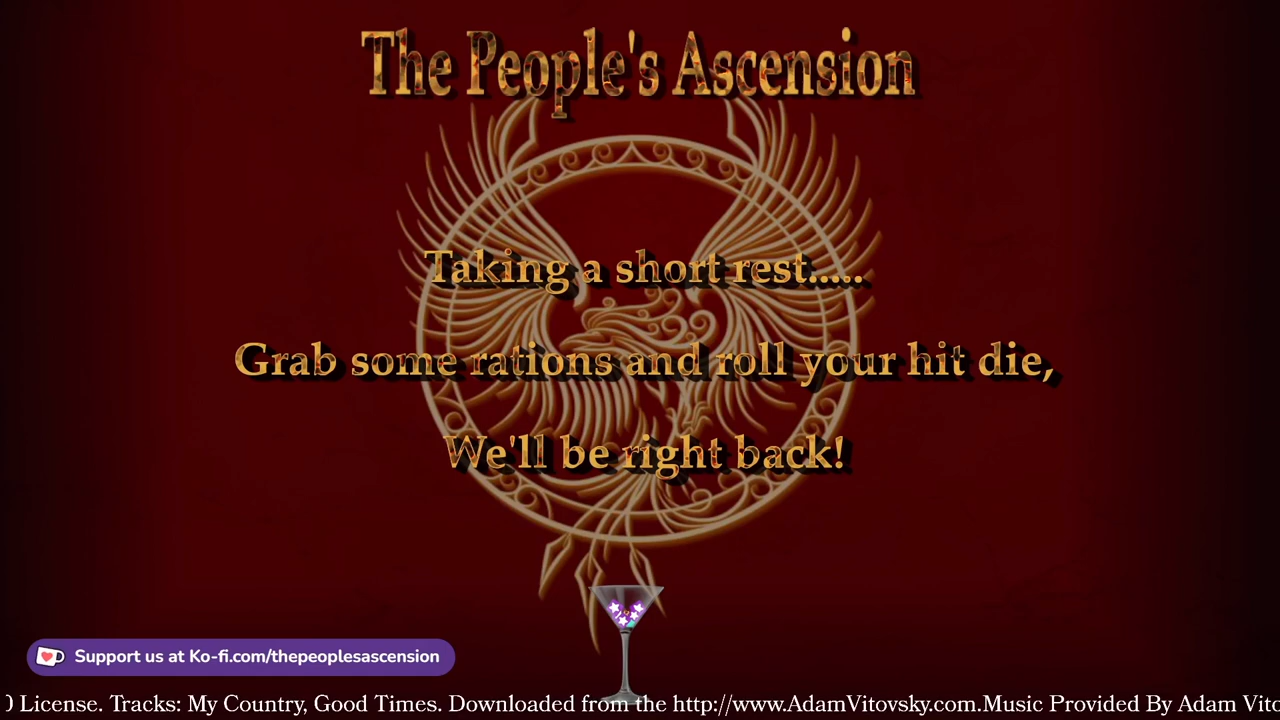 The People's Ascension
Taking a short rest.....
Grab some rations and roll your hit die,
We'll be right back!
Support us at Ko-fi.com/thepeoplesascension
) License. Tracks: My Country, Good Times. Downloaded from the http://www.AdamVitovsky.com.Music Provided By Adam